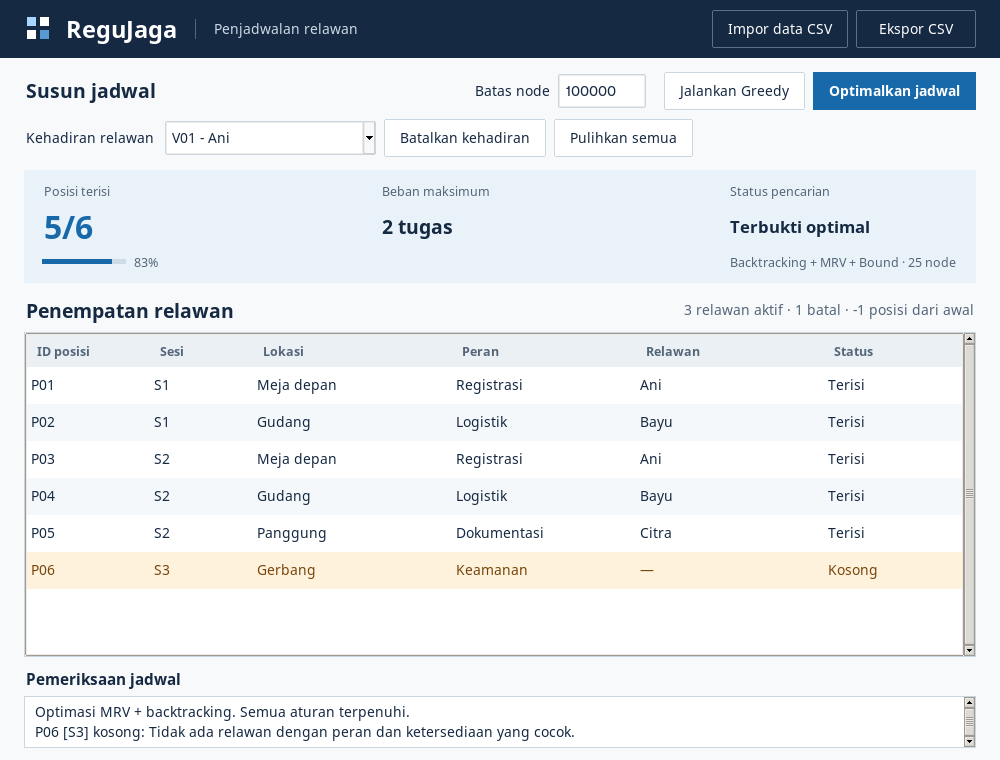 ReguJaga
Penjadwalan relawan
Impor data CSV
Ekspor CSV
Susun jadwal
Batas node
100000
Jalankan Greedy
Optimalkan jadwal
Kehadiran relawan
V01 - Ani
Batalkan kehadiran
Pulihkan semua
Posisi terisi
Beban maksimum
Status pencarian
5/6
2 tugas
Terbukti optimal
83%
Backtracking + MRV + Bound · 25 node
Penempatan relawan
3 relawan aktif · 1 batal · -1 posisi dari awal
ID posisi Sesi Lokasi Peran Relawan Status
P01 S1 Meja depan Registrasi Ani Terisi
P02 S1 Gudang Logistik Bayu Terisi
P03 S2 Meja depan Registrasi Ani Terisi
P04 S2 Gudang Logistik Bayu Terisi
P05 S2 Panggung Dokumentasi Citra Terisi
P06 S3 Gerbang Keamanan — Kosong
Pemeriksaan jadwal
Optimasi MRV + backtracking. Semua aturan terpenuhi.
P06 [S3] kosong: Tidak ada relawan dengan peran dan ketersediaan yang cocok.